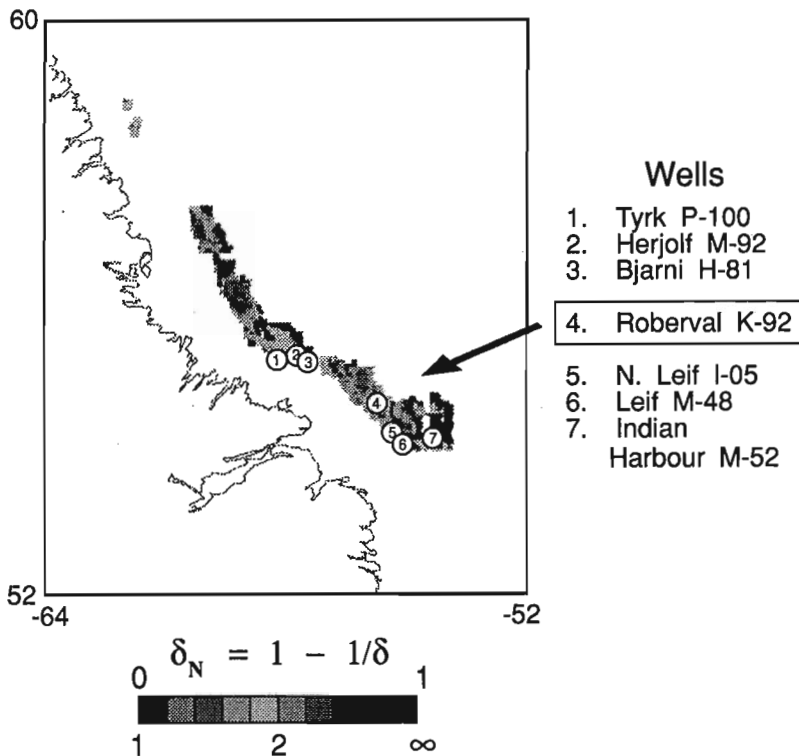 60
52
-64
-52
Wells
1. Tyrk P-100
2. Herjolf M-92
3. Bjarni H-81
4. Roberval K-92
5. N. Leif I-05
6. Leif M-48
7. Indian
Harbour M-52
1
2
3
4
5
6
7
δN = 1 − 1/δ
0 1
1 2 ∞